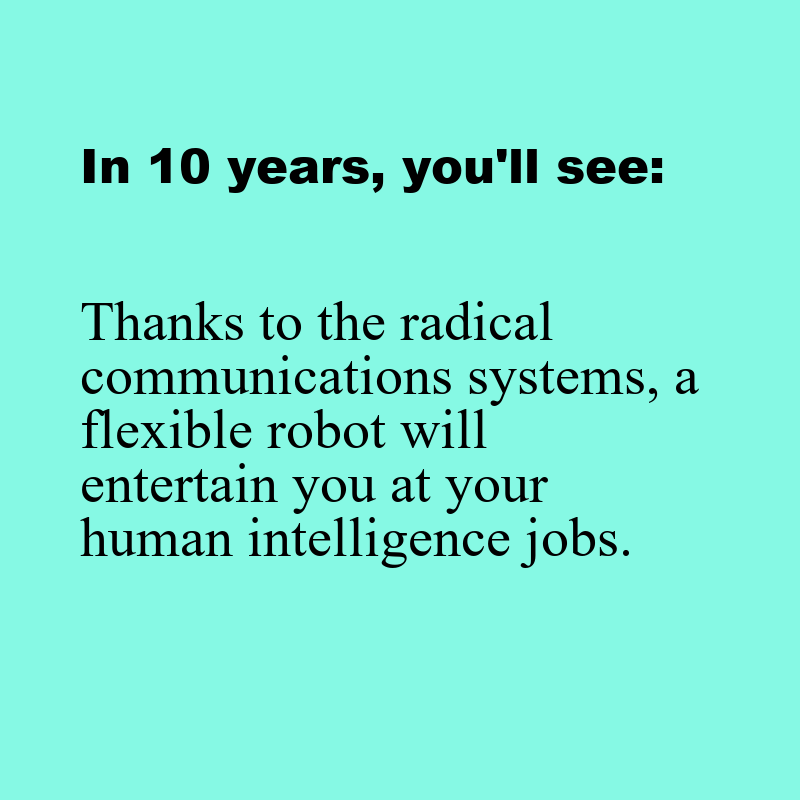 In 10 years, you'll see:
Thanks to the radical
communications systems, a
flexible robot will
entertain you at your
human intelligence jobs.